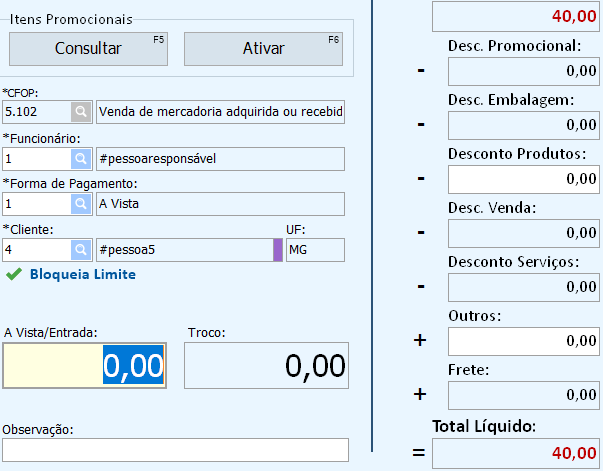 Itens Promocionais
Consultar F5
Ativar F6
*CFOP:
5.102 Venda de mercadoria adquirida ou recebid
*Funcionário:
1 #pessoaresponsável
*Forma de Pagamento:
1 A Vista
*Cliente: UF:
4 #pessoa5 MG
Bloqueia Limite
A Vista/Entrada: Troco:
0,00 0,00
Observação:
40,00
Desc. Promocional:
- 0,00
Desc. Embalagem:
- 0,00
Desconto Produtos:
- 0,00
Desc. Venda:
- 0,00
Desconto Serviços:
- 0,00
Outros:
+ 0,00
Frete:
+ 0,00
Total Líquido:
= 40,00